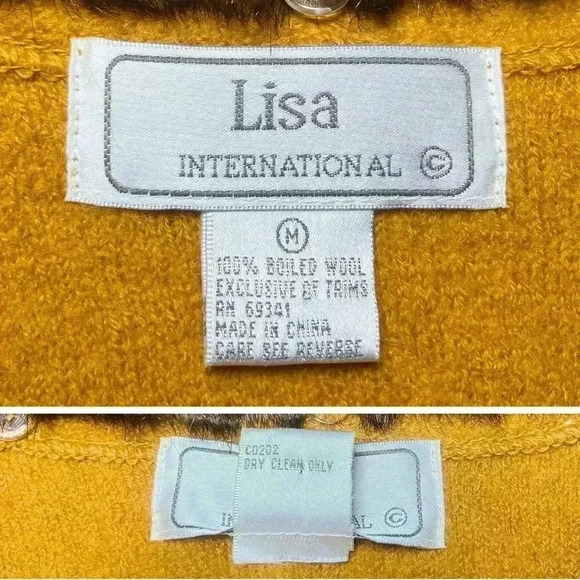 Lisa
INTERNATIONAL ©
M
100% BOILED WOOL
EXCLUSIVE OF TRIMS
RN 69341
MADE IN CHINA
CARE SEE REVERSE
C0202
DRY CLEAN ONLY
IN AL ©